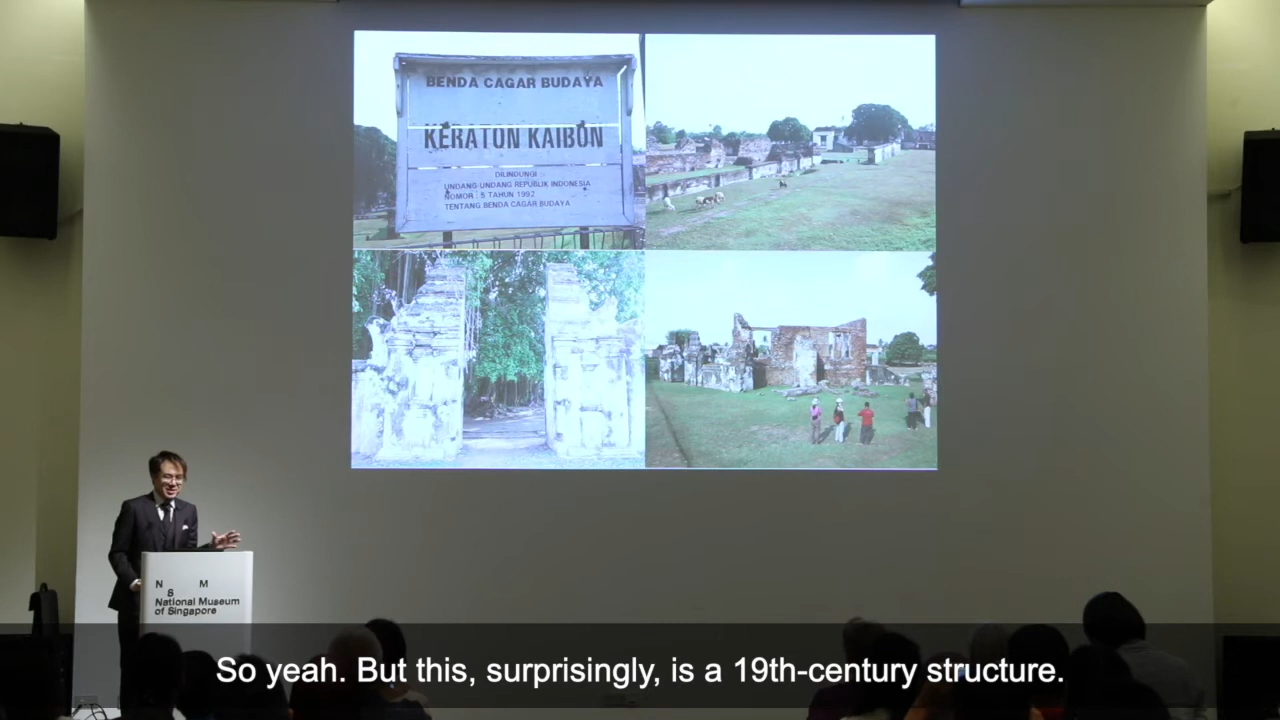 BENDA CAGAR BUDAYA
KERATON KAIBON
DILINDUNGI :
UNDANG UNDANG REPUBLIK INDONESIA
NOMOR : 5 TAHUN 1992
TENTANG BENDA CAGAR BUDAYA
N M
S
National Museum
of Singapore
So yeah. But this, surprisingly, is a 19th-century structure.